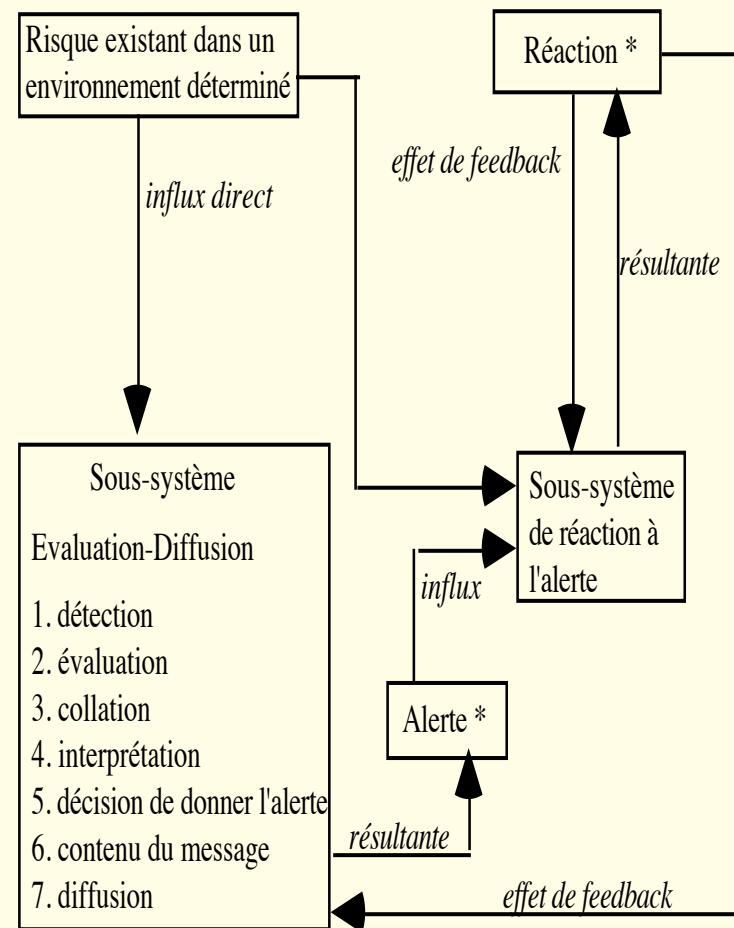 Risque existant dans un
environnement déterminé
Réaction *
effet de feedback
influx direct
résultante
Sous-système
Evaluation-Diffusion
1. détection
2. évaluation
3. collation
4. interprétation
5. décision de donner l'alerte
6. contenu du message
7. diffusion
Sous-système
de réaction à
l'alerte
influx
Alerte *
résultante
effet de feedback